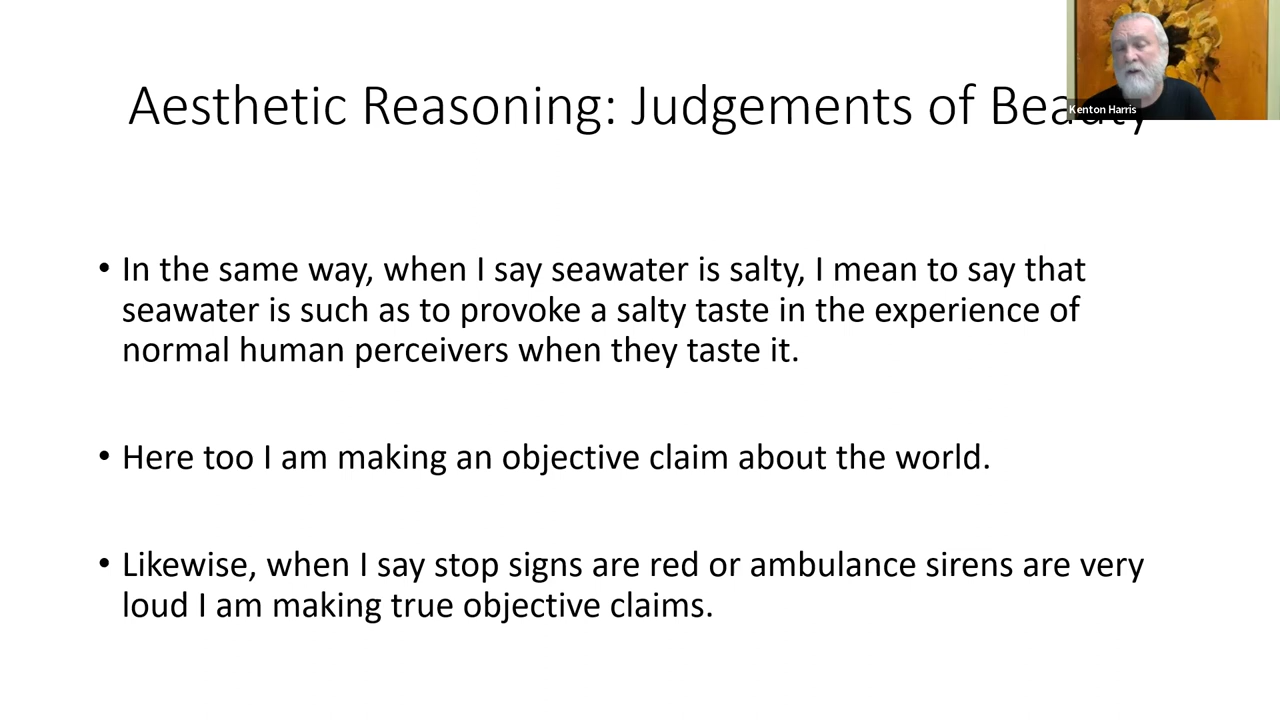 Aesthetic Reasoning: Judgements of Beauty
Kenton Harris
• In the same way, when I say seawater is salty, I mean to say that
seawater is such as to provoke a salty taste in the experience of
normal human perceivers when they taste it.
• Here too I am making an objective claim about the world.
• Likewise, when I say stop signs are red or ambulance sirens are very
loud I am making true objective claims.